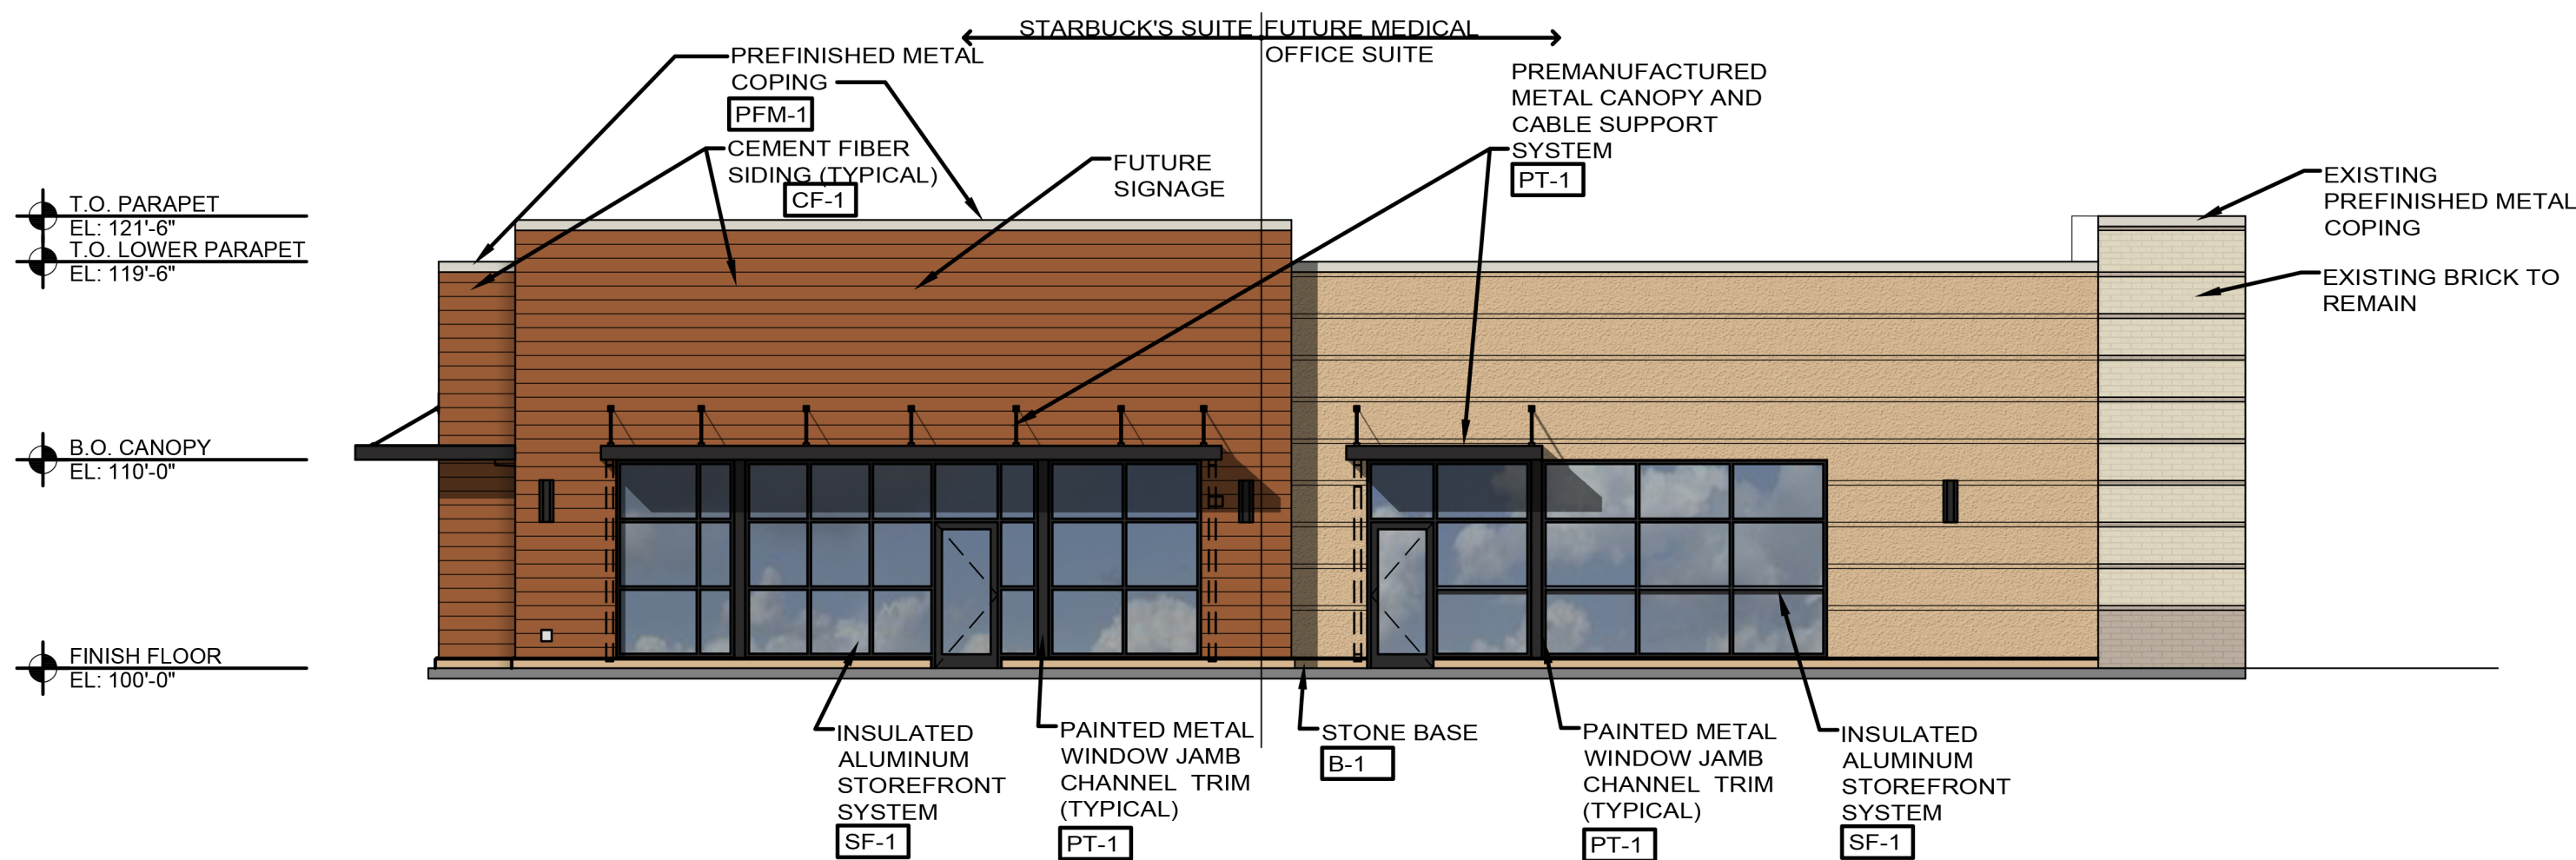 STARBUCK'S SUITE
FUTURE MEDICAL
OFFICE SUITE
PREFINISHED METAL
COPING
PFM-1
CEMENT FIBER
SIDING (TYPICAL)
CF-1
FUTURE
SIGNAGE
PREMANUFACTURED
METAL CANOPY AND
CABLE SUPPORT
SYSTEM
PT-1
EXISTING
PREFINISHED METAL
COPING
EXISTING BRICK TO
REMAIN
T.O. PARAPET
EL: 121'-6"
T.O. LOWER PARAPET
EL: 119'-6"
B.O. CANOPY
EL: 110'-0"
FINISH FLOOR
EL: 100'-0"
INSULATED
ALUMINUM
STOREFRONT
SYSTEM
SF-1
PAINTED METAL
WINDOW JAMB
CHANNEL TRIM
(TYPICAL)
PT-1
STONE BASE
B-1
PAINTED METAL
WINDOW JAMB
CHANNEL TRIM
(TYPICAL)
PT-1
INSULATED
ALUMINUM
STOREFRONT
SYSTEM
SF-1